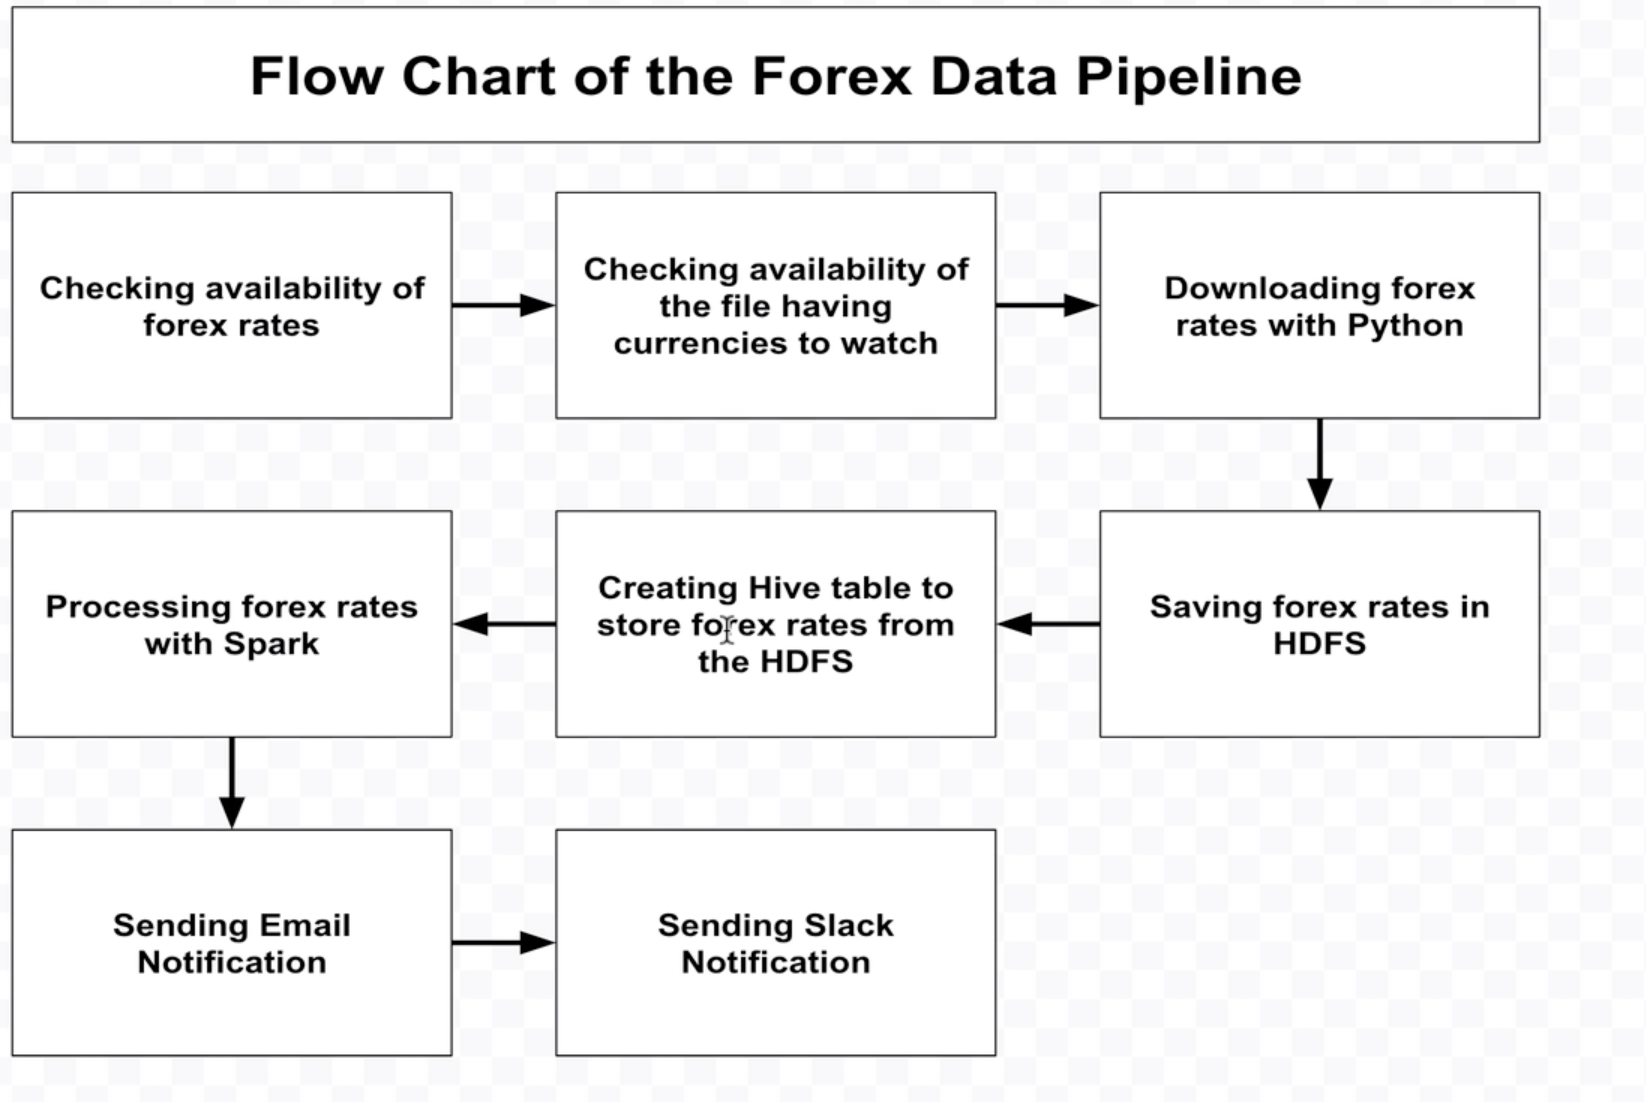 Flow Chart of the Forex Data Pipeline
Checking availability of
forex rates
Checking availability of
the file having
currencies to watch
Downloading forex
rates with Python
Processing forex rates
with Spark
Creating Hive table to
store forex rates from
the HDFS
Saving forex rates in
HDFS
Sending Email
Notification
Sending Slack
Notification